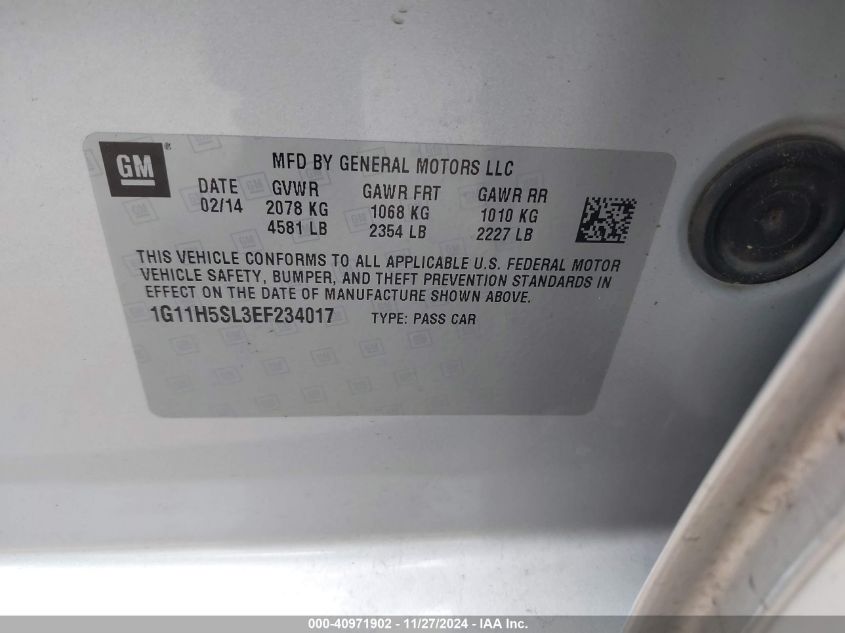 GM ®
MFD BY GENERAL MOTORS LLC
DATE GVWR GAWR FRT GAWR RR
02/14 2078 KG 1068 KG 1010 KG
4581 LB 2354 LB 2227 LB
THIS VEHICLE CONFORMS TO ALL APPLICABLE U.S. FEDERAL MOTOR
VEHICLE SAFETY, BUMPER, AND THEFT PREVENTION STANDARDS IN
EFFECT ON THE DATE OF MANUFACTURE SHOWN ABOVE.
1G11H5SL3EF234017 TYPE: PASS CAR
000-40971902 - 11/27/2024 - IAA Inc.